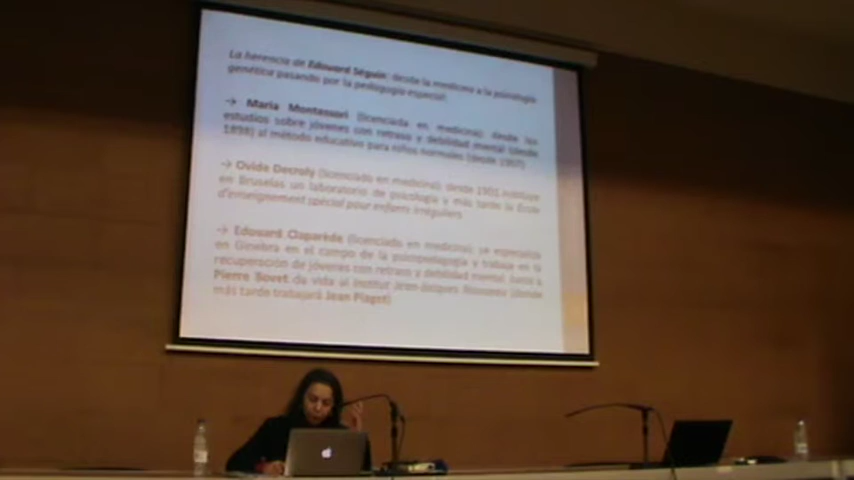 La herencia de Edouard Séguin: desde la medicina a la psicología
genética pasando por la pedagogía especial:
→ Maria Montessori (licenciada en medicina): desde los
estudios sobre jóvenes con retraso y debilidad mental (desde
1898) al método educativo para niños normales (desde 1907)
→ Ovide Decroly (licenciado en medicina): desde 1901 instituye
en Bruselas un laboratorio de psicología y más tarde la École
d'enseignement spécial pour enfants irréguliers
→ Edouard Claparède (licenciado en medicina): se especializa
en Ginebra en el campo de la psicopedagogía y trabaja en la
recuperación de jóvenes con retraso y debilidad mental. Junto a
Pierre Bovet da vida al Institut Jean-Jacques Rousseau (donde
más tarde trabajará Jean Piaget)